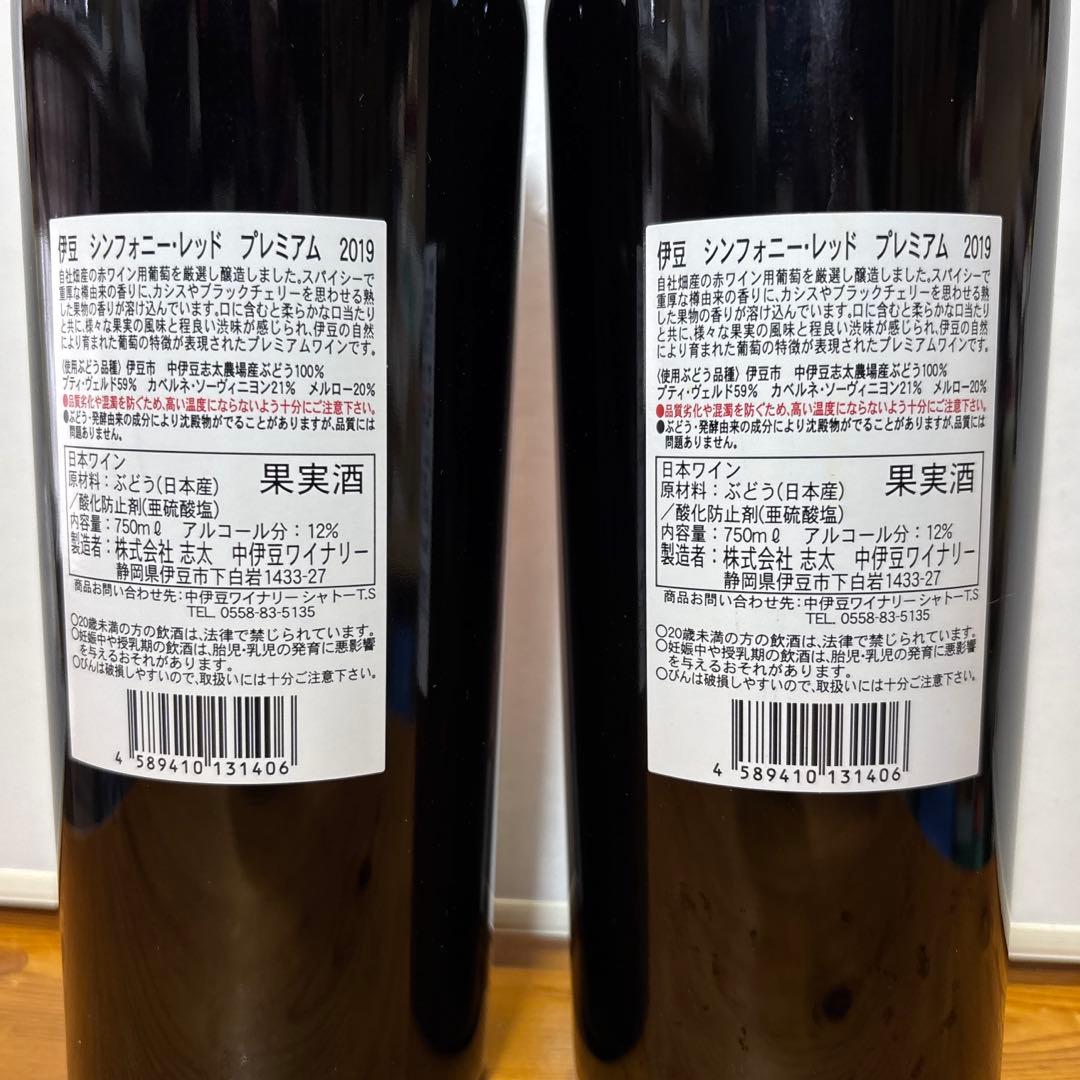 伊豆 シンフォニー・レッド プレミアム 2019
自社畑産の赤ワイン用葡萄を厳選し醸造しました。スパイシーで
重厚な樽由来の香りに、カシスやブラックチェリーを思わせる熟
した果物の香りが溶け込んでいます。口に含むと柔らかな口当たり
と共に、様々な果実の風味と程良い渋味が感じられ、伊豆の自然
により育まれた葡萄の特徴が表現されたプレミアムワインです。
〈使用ぶどう品種〉伊豆市 中伊豆志太農場産ぶどう100%
プティ・ヴェルド59% カベルネ・ソーヴィニヨン21% メルロー20%
●品質劣化や混濁を防ぐため、高い温度にならないよう十分にご注意下さい。
●ぶどう・発酵由来の成分により沈殿物がでることがありますが、品質には
問題ありません。
日本ワイン
果実酒
原材料：ぶどう(日本産)
/酸化防止剤(亜硫酸塩)
内容量：750mℓ アルコール分：12%
製造者：株式会社 志太 中伊豆ワイナリー
静岡県伊豆市下白岩1433-27
商品お問い合わせ先：中伊豆ワイナリー シャトーT.S
TEL. 0558-83-5135
○20歳未満の方の飲酒は、法律で禁じられています。
○妊娠中や授乳期の飲酒は、胎児・乳児の発育に悪影響
を与えるおそれがあります。
○びんは破損しやすいので、取扱いには十分ご注意下さい。
4 589410 131406
伊豆 シンフォニー・レッド プレミアム 2019
自社畑産の赤ワイン用葡萄を厳選し醸造しました。スパイシーで
重厚な樽由来の香りに、カシスやブラックチェリーを思わせる熟
した果物の香りが溶け込んでいます。口に含むと柔らかな口当たり
と共に、様々な果実の風味と程良い渋味が感じられ、伊豆の自然
により育まれた葡萄の特徴が表現されたプレミアムワインです。
〈使用ぶどう品種〉伊豆市 中伊豆志太農場産ぶどう100%
プティ・ヴェルド59% カベルネ・ソーヴィニヨン21% メルロー20%
●品質劣化や混濁を防ぐため、高い温度にならないよう十分にご注意下さい。
●ぶどう・発酵由来の成分により沈殿物がでることがありますが、品質には
問題ありません。
日本ワイン
果実酒
原材料：ぶどう(日本産)
/酸化防止剤(亜硫酸塩)
内容量：750mℓ アルコール分：12%
製造者：株式会社 志太 中伊豆ワイナリー
静岡県伊豆市下白岩1433-27
商品お問い合わせ先：中伊豆ワイナリー シャトーT.S
TEL. 0558-83-5135
○20歳未満の方の飲酒は、法律で禁じられています。
○妊娠中や授乳期の飲酒は、胎児・乳児の発育に悪影響
を与えるおそれがあります。
○びんは破損しやすいので、取扱いには十分ご注意下さい。
4 589410 131406